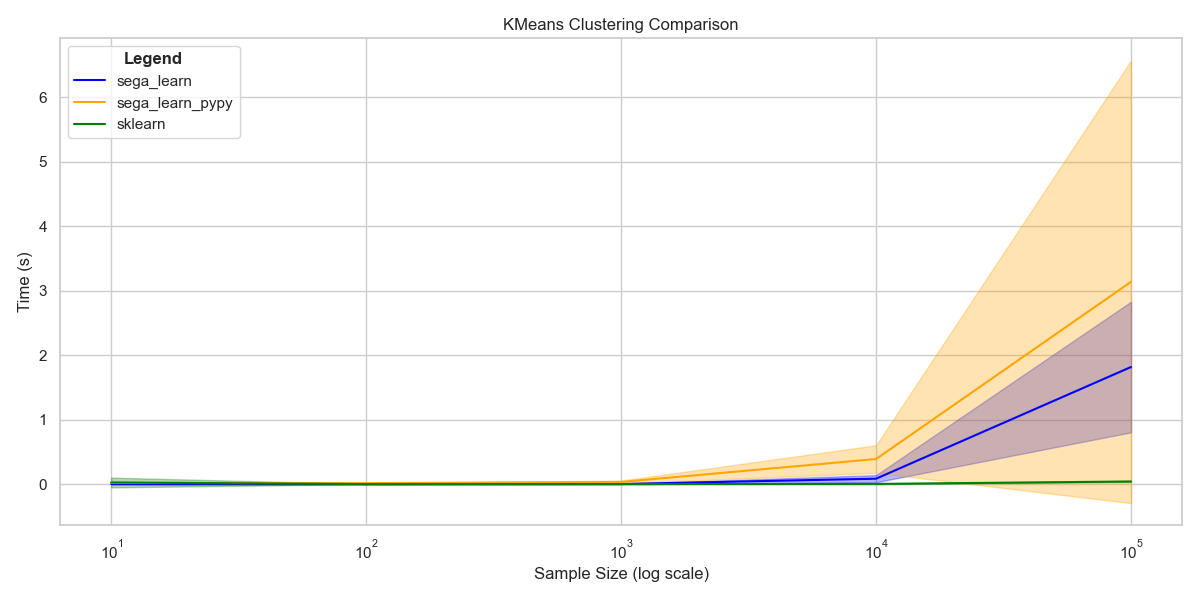 KMeans Clustering Comparison
Legend
sega_learn
sega_learn_pypy
sklearn
Time (s)
6
5
4
3
2
1
0
10^1 10^2 10^3 10^4 10^5
Sample Size (log scale)